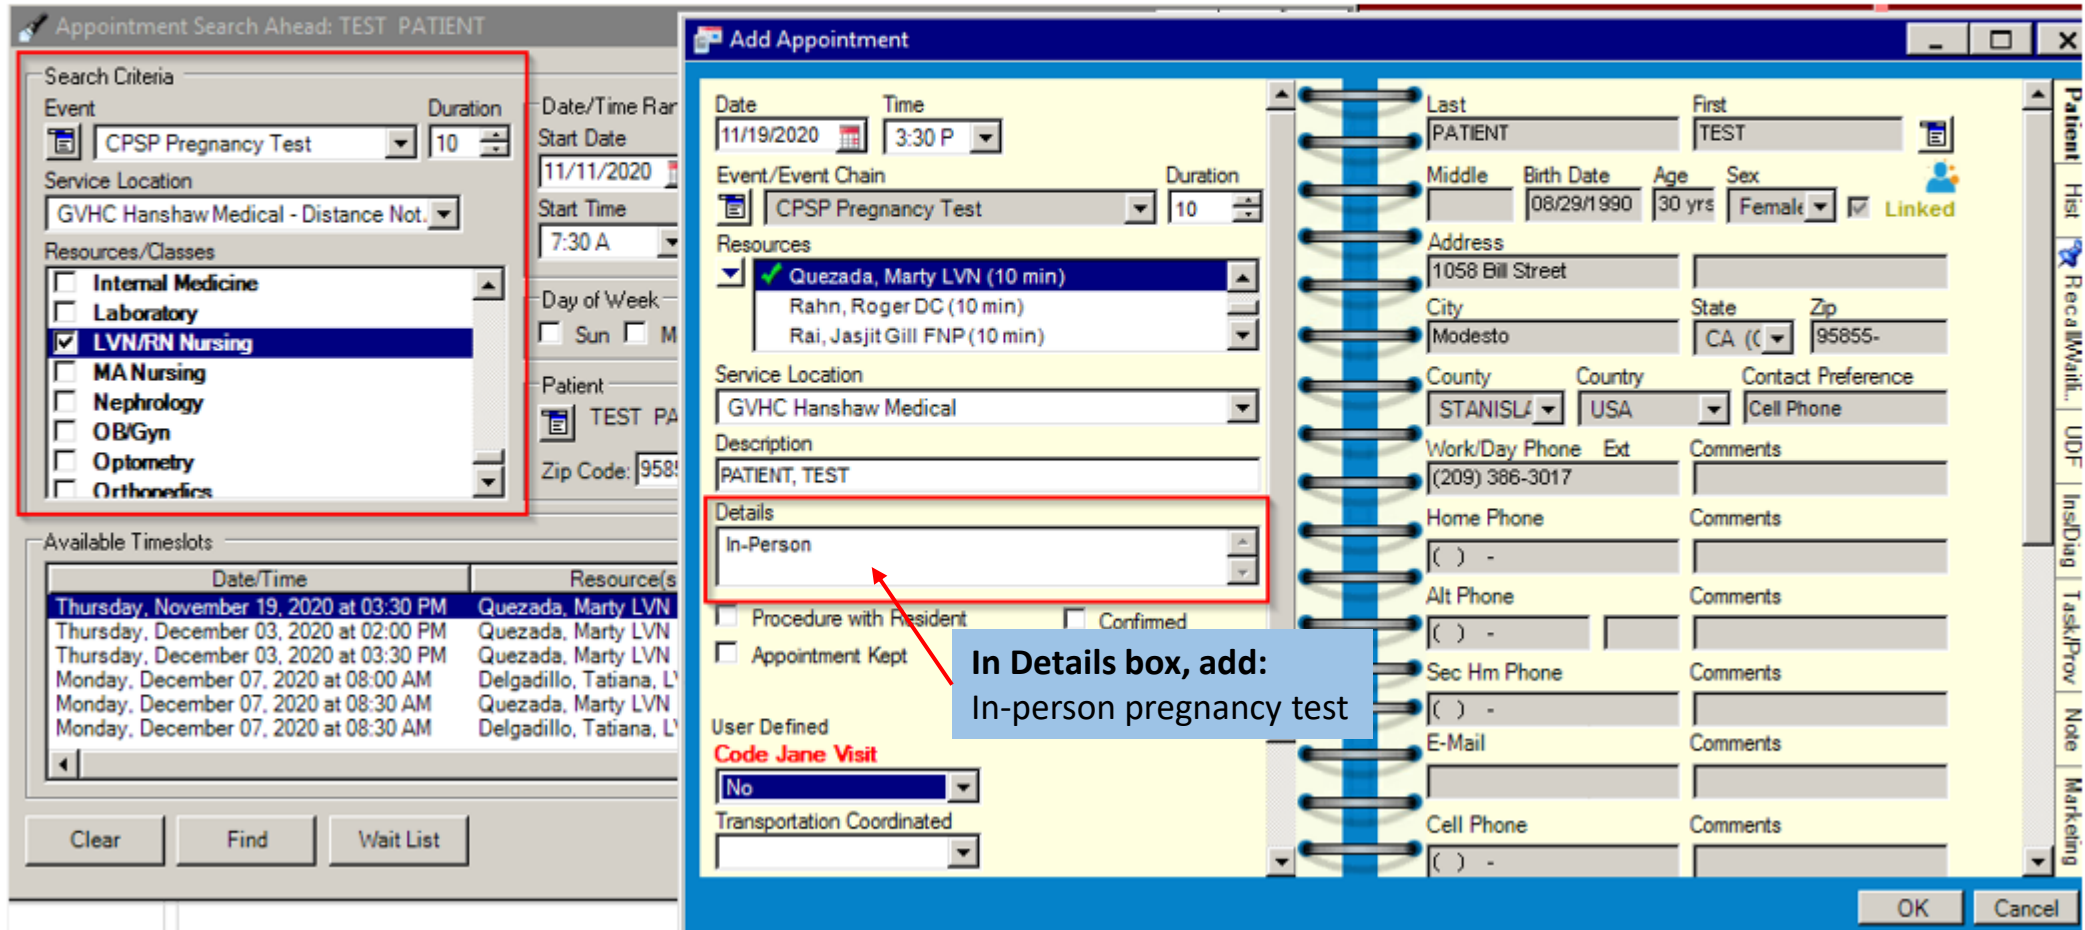 Appointment Search Ahead: TEST PATIENT
Search Criteria
Event
Duration
CPSP Pregnancy Test
10
Service Location
GVHC Hanshaw Medical - Distance Not.
Resources/Classes
Internal Medicine
Laboratory
LVN/RN Nursing
MA Nursing
Nephrology
OB/Gyn
Optometry
Orthopedics
Date/Time Ran
Start Date
11/11/2020
Start Time
7:30 A
Day of Week
Sun
M
Patient
TEST PA
Zip Code: 958
Available Timeslots
Date/Time
Resource(s
Thursday, November 19, 2020 at 03:30 PM Quezada, Marty LVN
Thursday, December 03, 2020 at 02:00 PM Quezada, Marty LVN
Thursday, December 03, 2020 at 03:30 PM Quezada, Marty LVN
Monday, December 07, 2020 at 08:00 AM Delgadillo, Tatiana, L
Monday, December 07, 2020 at 08:30 AM Quezada, Marty LVN
Monday, December 07, 2020 at 08:30 AM Delgadillo, Tatiana, L
Clear
Find
Wait List
Add Appointment
Date
Time
11/19/2020
3:30 P
Event/Event Chain
Duration
CPSP Pregnancy Test
10
Resources
Quezada, Marty LVN (10 min)
Rahn, Roger DC (10 min)
Rai, Jasjit Gill FNP (10 min)
Service Location
GVHC Hanshaw Medical
Description
PATIENT, TEST
Details
In-Person
Procedure with Resident
Confirmed
Appointment Kept
In Details box, add:
In-person pregnancy test
User Defined
Code Jane Visit
No
Transportation Coordinated
Last
First
PATIENT
TEST
Middle
Birth Date
Age
Sex
08/29/1990
30 yrs
Female
Linked
Address
1058 Bill Street
City
State
Zip
Modesto
CA (C
95855-
County
Country
Contact Preference
STANISL
USA
Cell Phone
Work/Day Phone
Ext
Comments
(209) 386-3017
Home Phone
Comments
( ) -
Alt Phone
Comments
( ) -
Sec Hm Phone
Comments
( ) -
E-Mail
Comments
Cell Phone
Comments
( ) -
Patient
Hist
Recall/Waitli..
UDF
Ins/Diag
Task/Prov
Note
Marketing
OK
Cancel